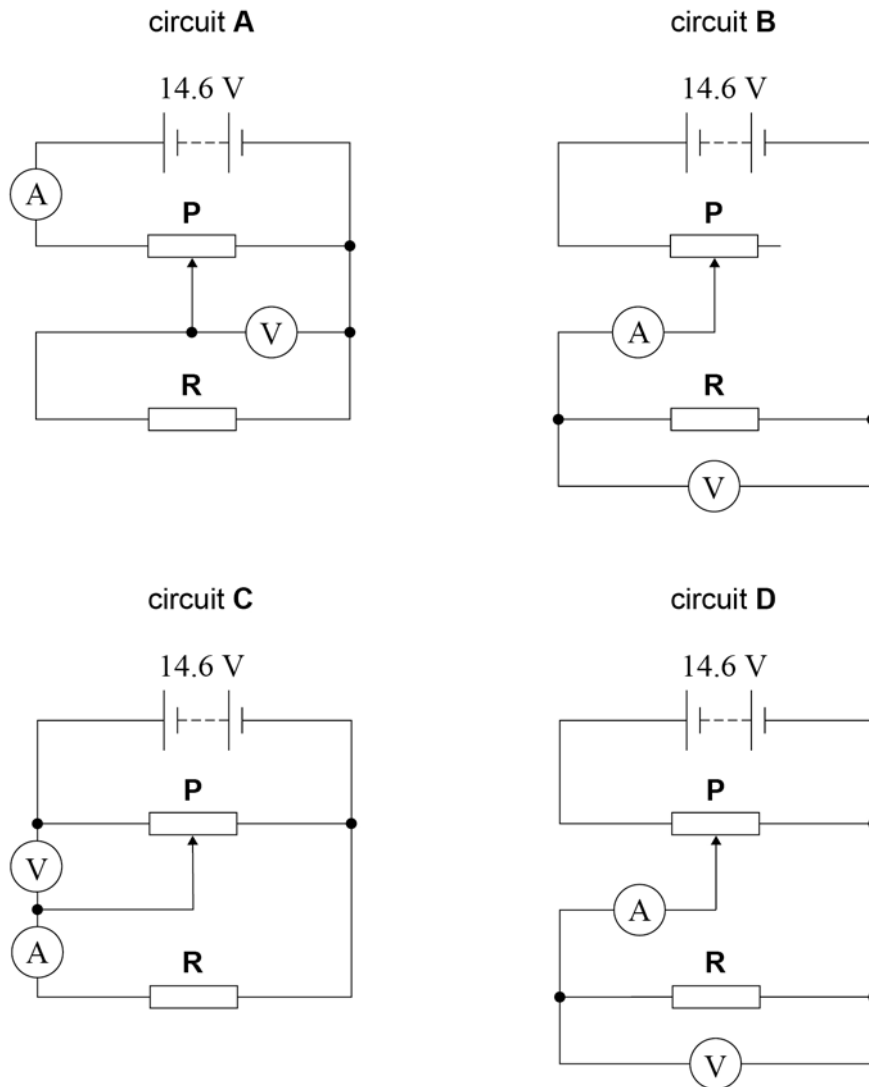 circuit A
circuit B
14.6 V
14.6 V
A
P
P
V
A
R
R
V
circuit C
circuit D
14.6 V
14.6 V
P
P
V
A
A
R
R
V